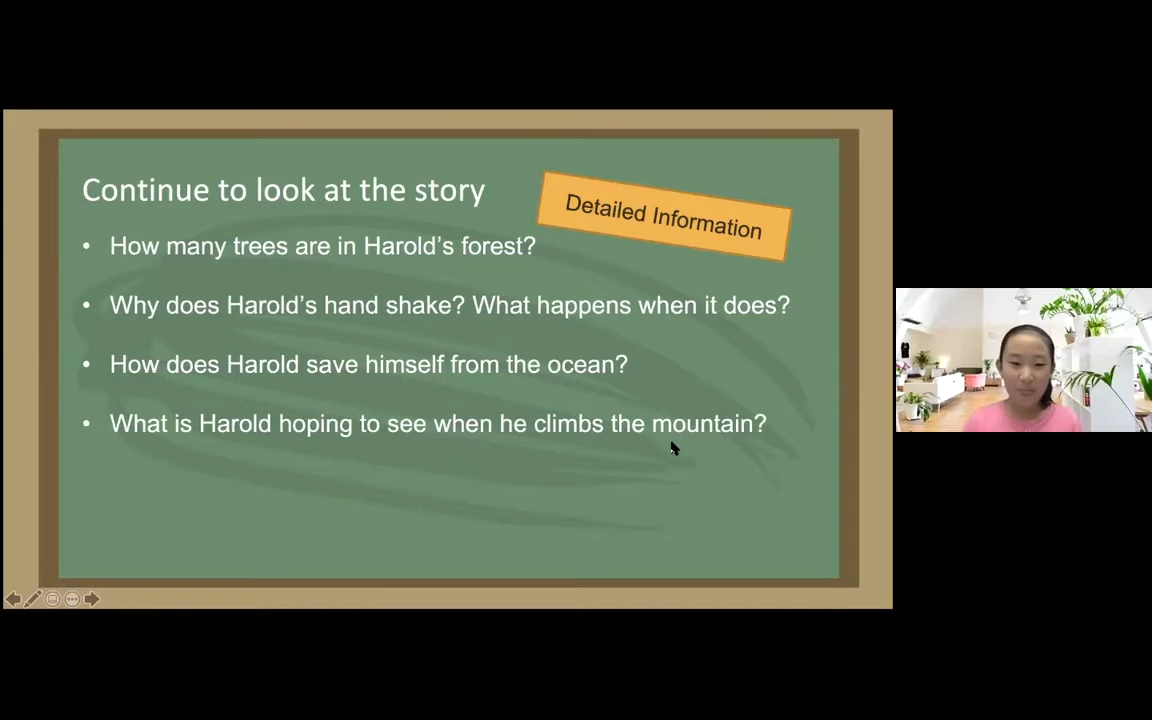 Continue to look at the story
Detailed Information
• How many trees are in Harold’s forest?
• Why does Harold’s hand shake? What happens when it does?
• How does Harold save himself from the ocean?
• What is Harold hoping to see when he climbs the mountain?